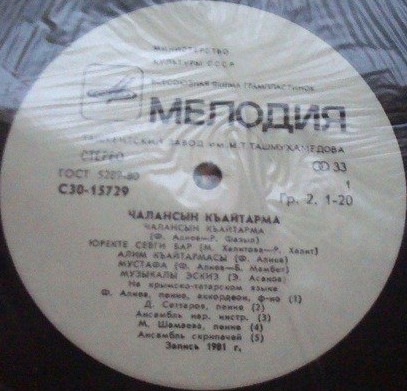 МИНИСТЕРСТВО
КУЛЬТУРЫ СССР
ВСЕСОЮЗНАЯ ФИРМА ГРАМПЛАСТИНОК
МЕЛОДИЯ
ТАШКЕНТСКИЙ ЗАВОД им. М.Т. ТАШМУХАМЕДОВА
СТЕРЕО
33
ГОСТ 5289-80
1
С30-15729
Гр. 2. 1-20
ЧАЛАНСЫН КЪАЙТАРМА
ЧАЛАНСЫН КЪАЙТАРМА
(Ф. Алиев—Р. Фазыл)
ЮРЕКТЕ СЕВГИ БАР (М. Халитова—Р. Халит)
АЛИМ КЪАЙТАРМАСЫ (Ф. Алиев)
МУСТАФА (Ф. Алиев—Б. Мамбет)
МУЗЫКАЛЫ ЭСКИЗ (Э. Асанов)
На крымско-татарском языке
Ф. Алиев, пение, аккордеон, ф-но (1)
Д. Саттаров, пение (2)
Ансамбль нар. инстр. (3)
М. Шамаева, пение (4)
Ансамбль скрипачей (5)
Запись 1981 г.